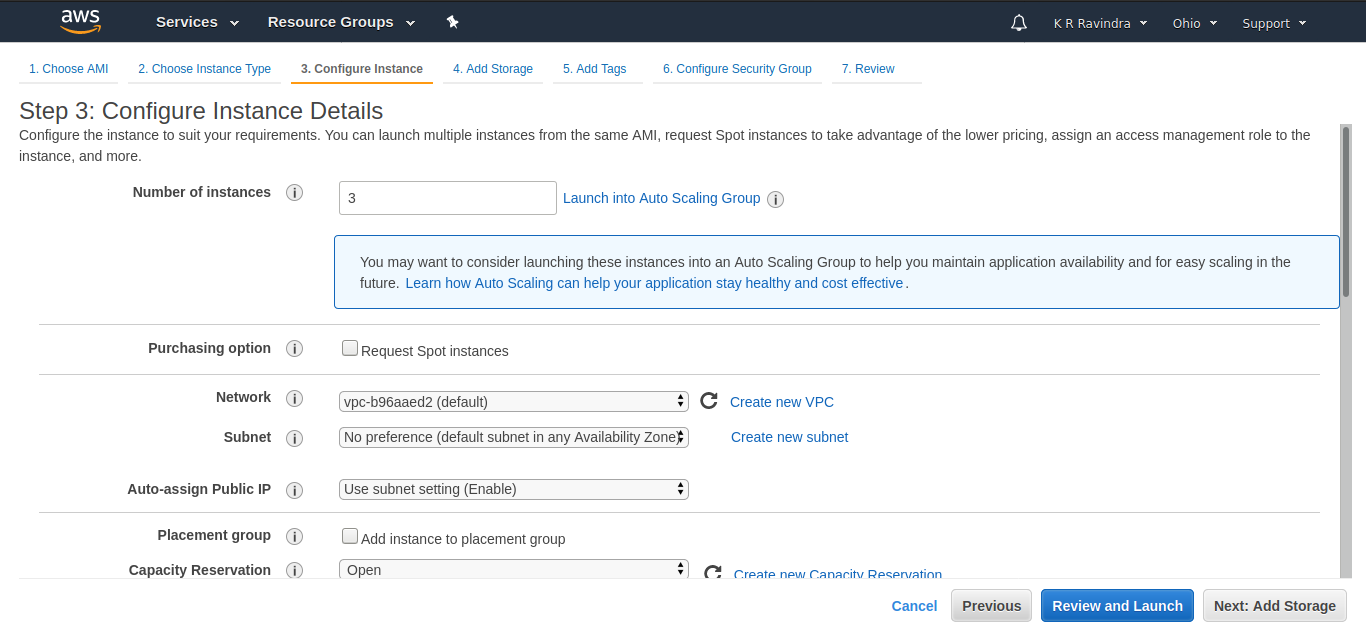 aws Services Resource Groups K R Ravindra Ohio Support
1. Choose AMI 2. Choose Instance Type 3. Configure Instance 4. Add Storage 5. Add Tags 6. Configure Security Group 7. Review
Step 3: Configure Instance Details
Configure the instance to suit your requirements. You can launch multiple instances from the same AMI, request Spot instances to take advantage of the lower pricing, assign an access management role to the
instance, and more.
Number of instances i 3 Launch into Auto Scaling Group i
You may want to consider launching these instances into an Auto Scaling Group to help you maintain application availability and for easy scaling in the
future. Learn how Auto Scaling can help your application stay healthy and cost effective.
Purchasing option i Request Spot instances
Network i vpc-b96aaed2 (default) Create new VPC
Subnet i No preference (default subnet in any Availability Zone) Create new subnet
Auto-assign Public IP i Use subnet setting (Enable)
Placement group i Add instance to placement group
Capacity Reservation i Open Create new Capacity Reservation
Cancel Previous Review and Launch Next: Add Storage